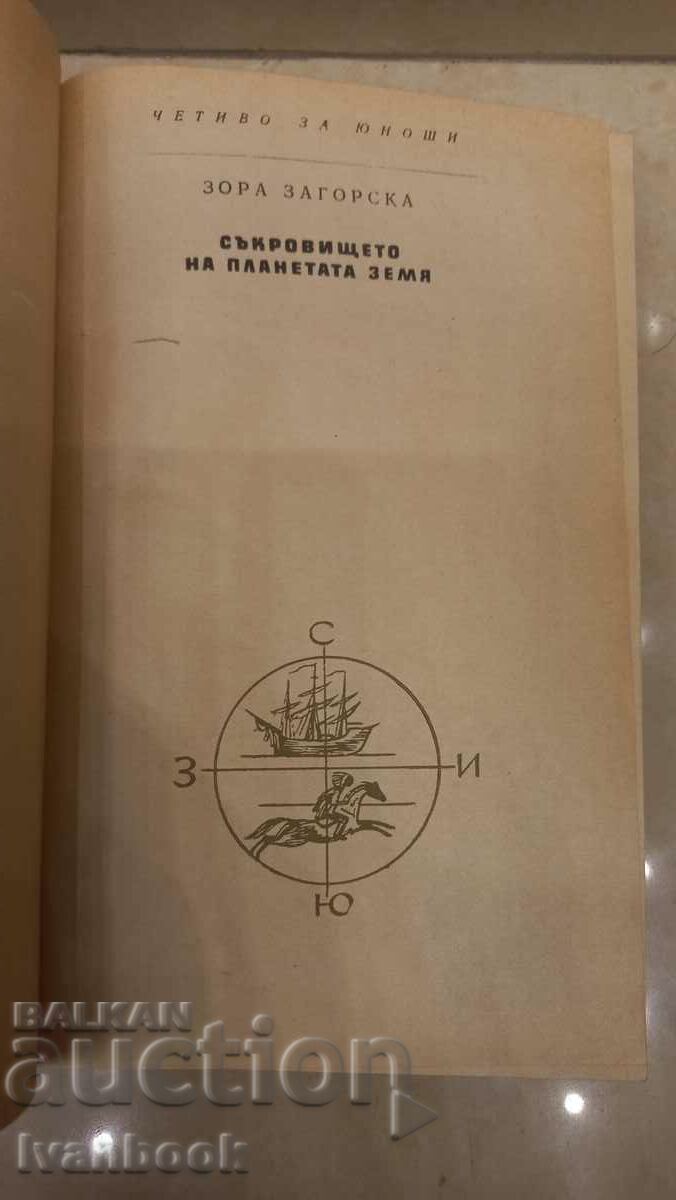 ЧЕТИВО ЗА ЮНОШИ
ЗОРА ЗАГОРСКА
СЪКРОВИЩЕТО
НА ПЛАНЕТАТА ЗЕМЯ
С
З И
Ю
BALKAN
auction
Ivanbook